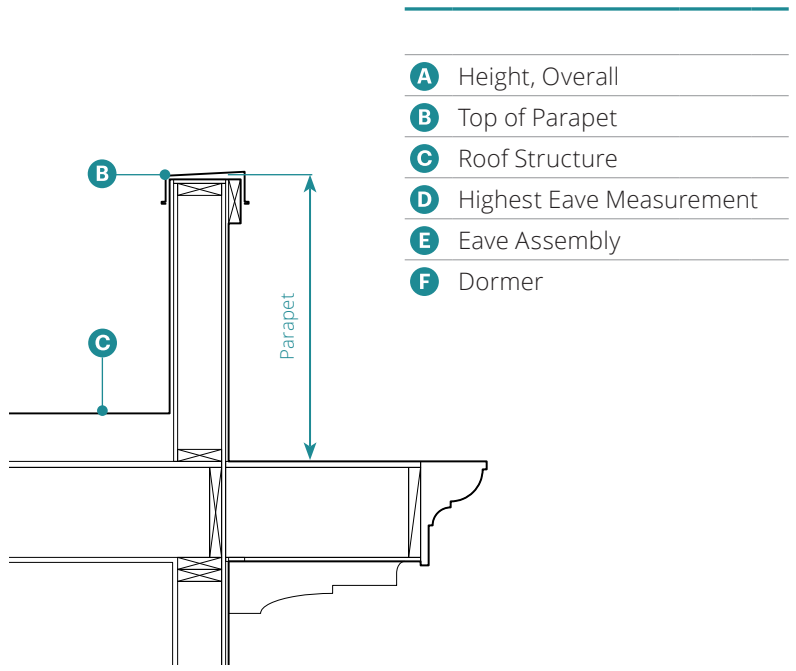 A Height, Overall
B Top of Parapet
C Roof Structure
D Highest Eave Measurement
E Eave Assembly
F Dormer
B
Parapet
C